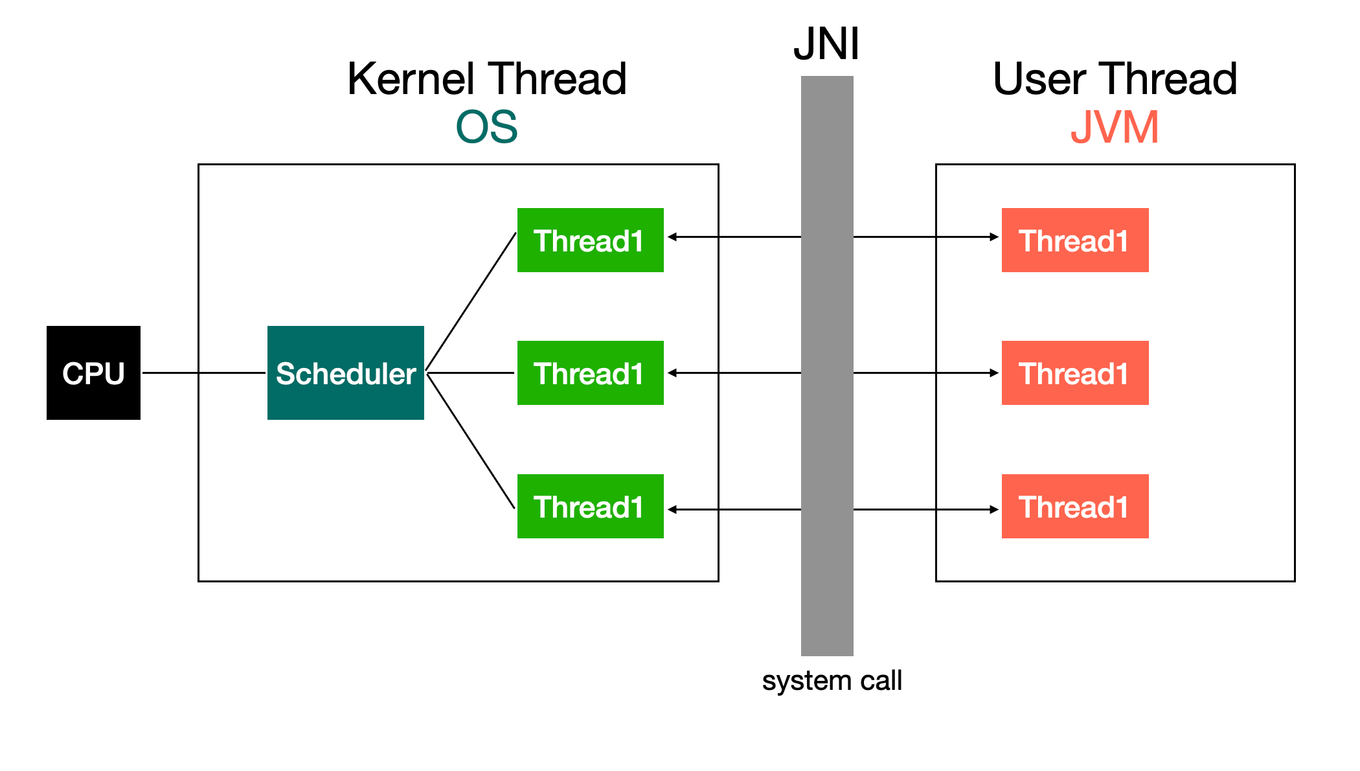 JNI
Kernel Thread
OS
User Thread
JVM
CPU
Scheduler
Thread1
Thread1
Thread1
Thread1
Thread1
Thread1
system call